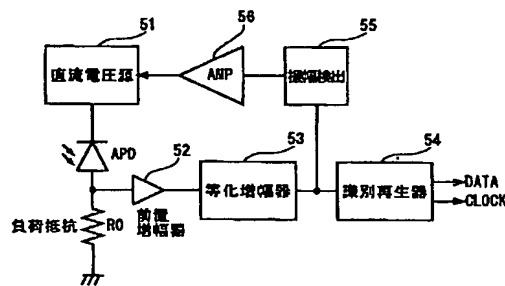 51
56
55
直流電圧源
AMP
振幅検出
APD
52
53
54
等化増幅器
識別再生器
DATA
CLOCK
負荷抵抗
R0
前置
増幅器